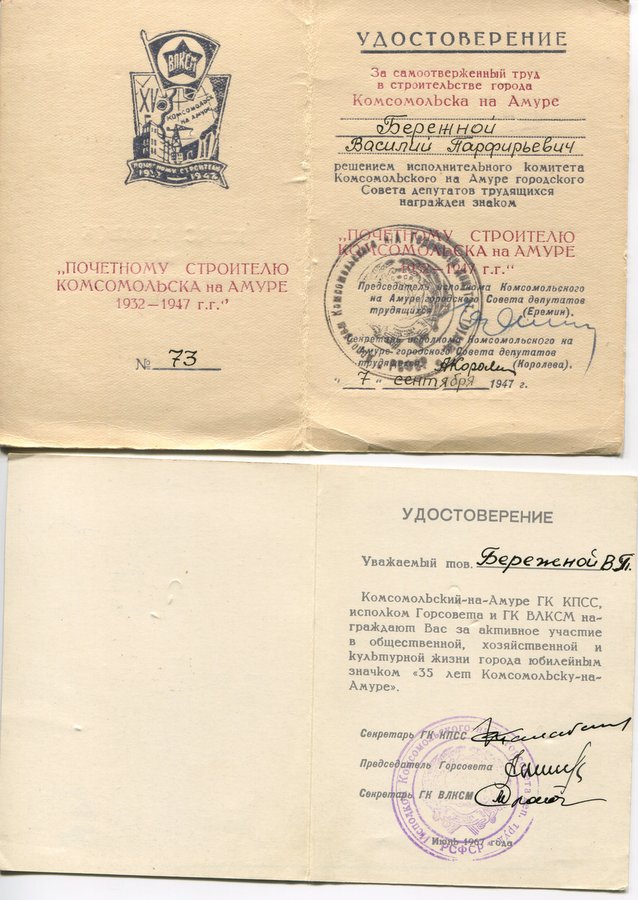 ВЛКСМ
XV
КОМСОМОЛЬСК
НА АМУРЕ
ПОЧЕТНОМУ СТРОИТЕЛЮ
1932—1947
„ПОЧЕТНОМУ СТРОИТЕЛЮ
КОМСОМОЛЬСКА НА АМУРЕ
1932—1947 г.г.“
№ 73
УДОСТОВЕРЕНИЕ
За самоотверженный труд
в строительстве города
Комсомольска на Амуре
Бережной
Василий Парфирьевич
решением исполнительного комитета
Комсомольского на Амуре городского
Совета депутатов трудящихся
награжден знаком
„ПОЧЕТНОМУ СТРОИТЕЛЮ
КОМСОМОЛЬСКА на АМУРЕ
1932—1947 г.г.“
Председатель исполкома Комсомольского
на Амуре городского Совета депутатов
трудящихся (Еремин)
Секретарь исполкома Комсомольского на
Амуре городского Совета депутатов
трудящихся АКоролев (Королева).
„7“ сентября 1947 г.
УДОСТОВЕРЕНИЕ
Уважаемый тов. Бережной В.П.
Комсомольский-на-Амуре ГК КПСС,
исполком Горсовета и ГК ВЛКСМ на-
граждают Вас за активное участие
в общественной, хозяйственной и
культурной жизни города юбилейным
значком «35 лет Комсомольску-на-
Амуре».
Секретарь ГК КПСС
Председатель Горсовета
Секретарь ГК ВЛКСМ
Июль 1967 года
РСФСР